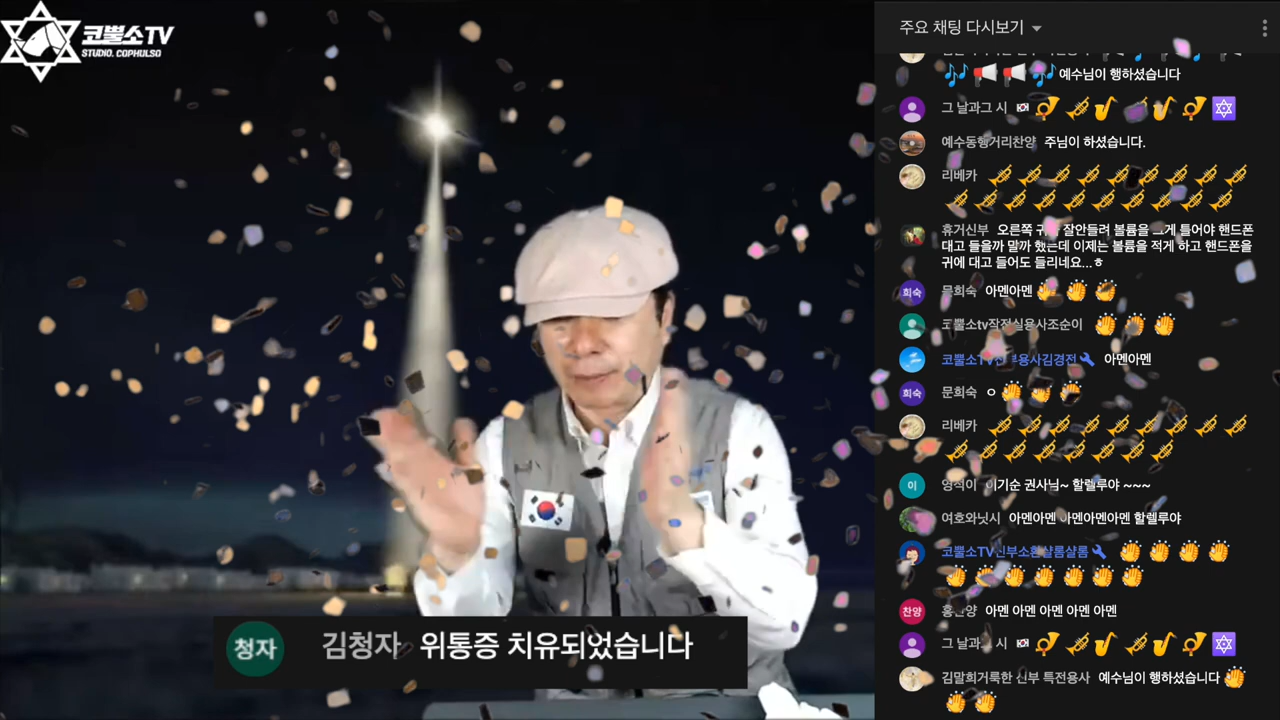 코뿔소TV
STUDIO. COPHULSO
주요 채팅 다시보기
예수님이 행하셨습니다
그 날과그 시
예수동행거리찬양 주님이 하셨습니다.
리베카
휴거신부 오른쪽 잘안들려 볼륨을 크게 틀어야 핸드폰
대고 들을까 말까 했는데 이제는 볼륨을 적게 하고 핸드폰을
귀에 대고 들어도 들리네요...ㅎ
희숙 문희숙 아멘아멘
코뿔소tv작전실용사조순이
코뿔소TV 용사김경전 아멘아멘
희숙 문희숙 ㅇ
리베카
이 이기순 권사님~ 할렐루야 ~~~
여호와닛시 아멘아멘 아멘아멘아멘 할렐루야
코뿔소TV신부소환샬롬샬롬
찬양 아멘 아멘 아멘 아멘 아멘
그 날과그 시
김말희거룩한 신부 특전용사 예수님이 행하셨습니다
청자 김청자 위통증 치유되었습니다